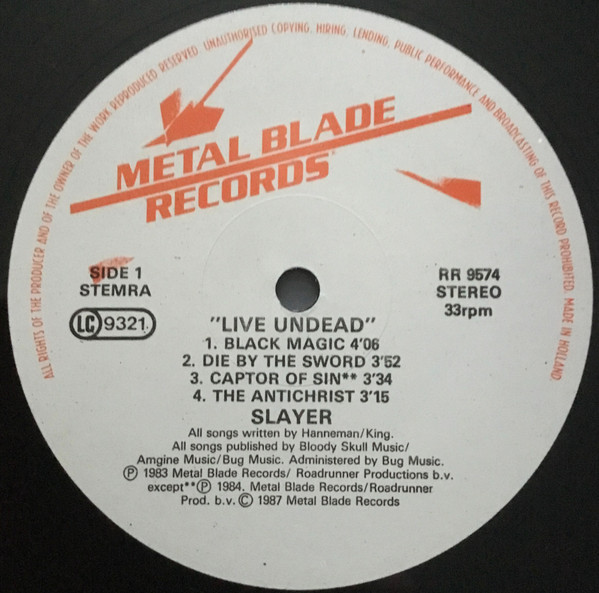 ALL RIGHTS OF THE PRODUCER AND OF THE OWNER OF THE WORK REPRODUCED RESERVED. UNAUTHORISED COPYING, HIRING, LENDING, PUBLIC PERFORMANCE AND BROADCASTING OF THIS RECORD PROHIBITED. MADE IN HOLLAND.
METAL BLADE
RECORDS
SIDE 1
STEMRA
LC 9321
RR 9574
STEREO
33rpm
"LIVE UNDEAD"
1. BLACK MAGIC 4'06
2. DIE BY THE SWORD 3'52
3. CAPTOR OF SIN** 3'34
4. THE ANTICHRIST 3'15
SLAYER
All songs written by Hanneman/King.
All songs published by Bloody Skull Music/
Amgine Music/Bug Music. Administered by Bug Music.
Ⓟ 1983 Metal Blade Records/ Roadrunner Productions b.v.
except**Ⓟ 1984. Metal Blade Records/Roadrunner
Prod. b.v. © 1987 Metal Blade Records